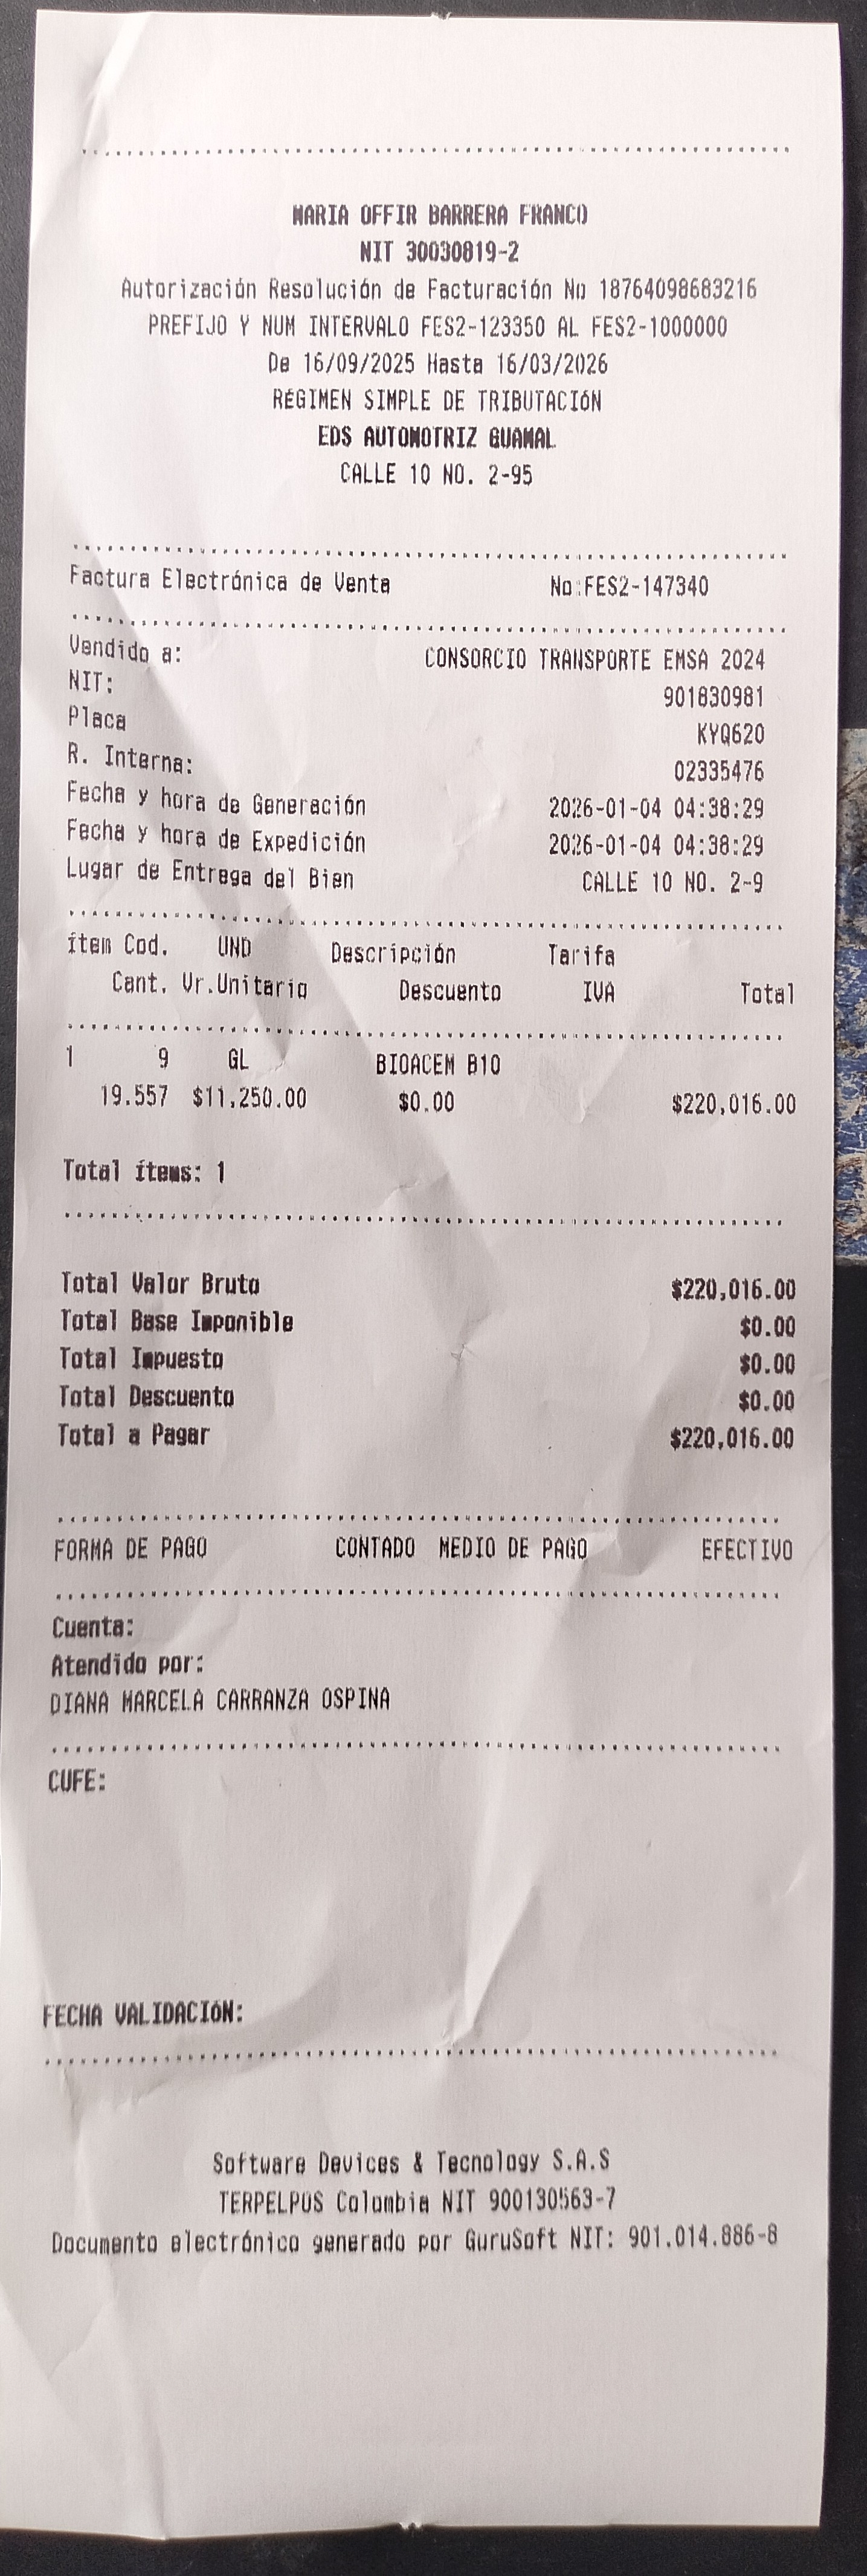 MARIA OFFIR BARRERA FRANCO
NIT 30030819-2
Autorización Resolución de Facturación No 18764098683216
PREFIJO Y NUM INTERVALO FES2-123350 AL FES2-1000000
De 16/09/2025 Hasta 16/03/2026
RÉGIMEN SIMPLE DE TRIBUTACIÓN
EDS AUTOMOTRIZ GUAMAL
CALLE 10 NO. 2-95
Factura Electrónica de Venta No:FES2-147340
Vendido a: CONSORCIO TRANSPORTE EMSA 2024
NIT: 901830981
Placa KYQ620
R. Interna: 02335476
Fecha y hora de Generación 2026-01-04 04:38:29
Fecha y hora de Expedición 2026-01-04 04:38:29
Lugar de Entrega del Bien CALLE 10 NO. 2-9
ítem Cod. UND Descripción Tarifa
Cant. Vr.Unitario Descuento IVA Total
1 9 GL BIOACEM B10
19.557 $11,250.00 $0.00 $220,016.00
Total ítems: 1
Total Valor Bruto $220,016.00
Total Base Imponible $0.00
Total Impuesto $0.00
Total Descuento $0.00
Total a Pagar $220,016.00
FORMA DE PAGO CONTADO MEDIO DE PAGO EFECTIVO
Cuenta:
Atendido por:
DIANA MARCELA CARRANZA OSPINA
CUFE:
FECHA VALIDACIÓN:
Software Devices & Tecnology S.A.S
TERPELPOS Colombia NIT 900130563-7
Documento electrónico generado por GuruSoft NIT: 901.014.886-8